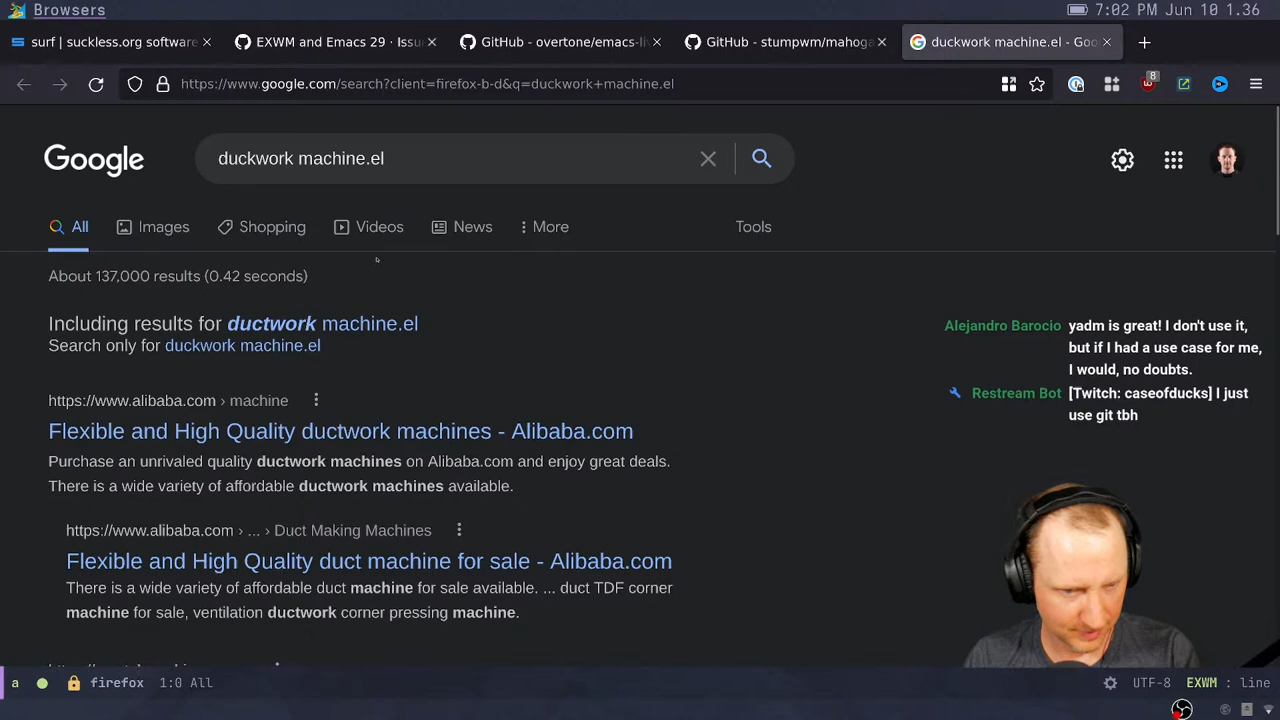 Browsers
7:02 PM Jun 10 1.36
surf | suckless.org software
EXWM and Emacs 29 · Issu
GitHub - overtone/emacs-li
GitHub - stumpwm/mahoga
duckwork machine.el - Goo
https://www.google.com/search?client=firefox-b-d&q=duckwork+machine.el
8
Google
duckwork machine.el
All
Images
Shopping
Videos
News
More
Tools
About 137,000 results (0.42 seconds)
Including results for ductwork machine.el
Search only for duckwork machine.el
https://www.alibaba.com › machine
Flexible and High Quality ductwork machines - Alibaba.com
Purchase an unrivaled quality ductwork machines on Alibaba.com and enjoy great deals.
There is a wide variety of affordable ductwork machines available.
https://www.alibaba.com › ... › Duct Making Machines
Flexible and High Quality duct machine for sale - Alibaba.com
There is a wide variety of affordable duct machine for sale available. ... duct TDF corner
machine for sale, ventilation ductwork corner pressing machine.
Alejandro Barocio yadm is great! I don't use it,
but if I had a use case for me,
I would, no doubts.
Restream Bot [Twitch: caseofducks] I just
use git tbh
a firefox 1:0 All
UTF-8 EXWM : line